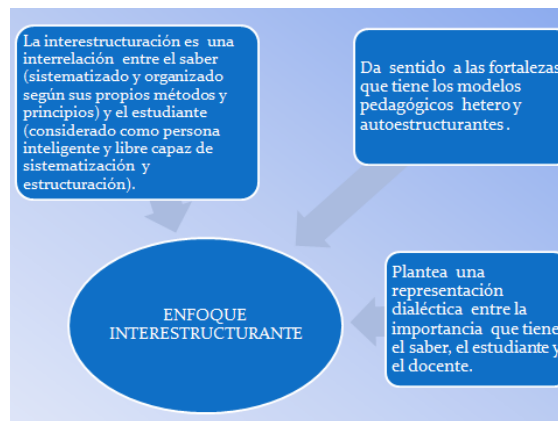 La interestructuración es una
interrelación entre el saber
(sistematizado y organizado
según sus propios métodos y
principios) y el estudiante
(considerado como persona
inteligente y libre capaz de
sistematización y
estructuración).
Da sentido a las fortalezas
que tiene los modelos
pedagógicos hetero y
autoestructurantes .
Plantea una
representación
dialéctica entre la
importancia que tiene
el saber, el estudiante y
el docente.
ENFOQUE
INTERESTRUCTURANTE